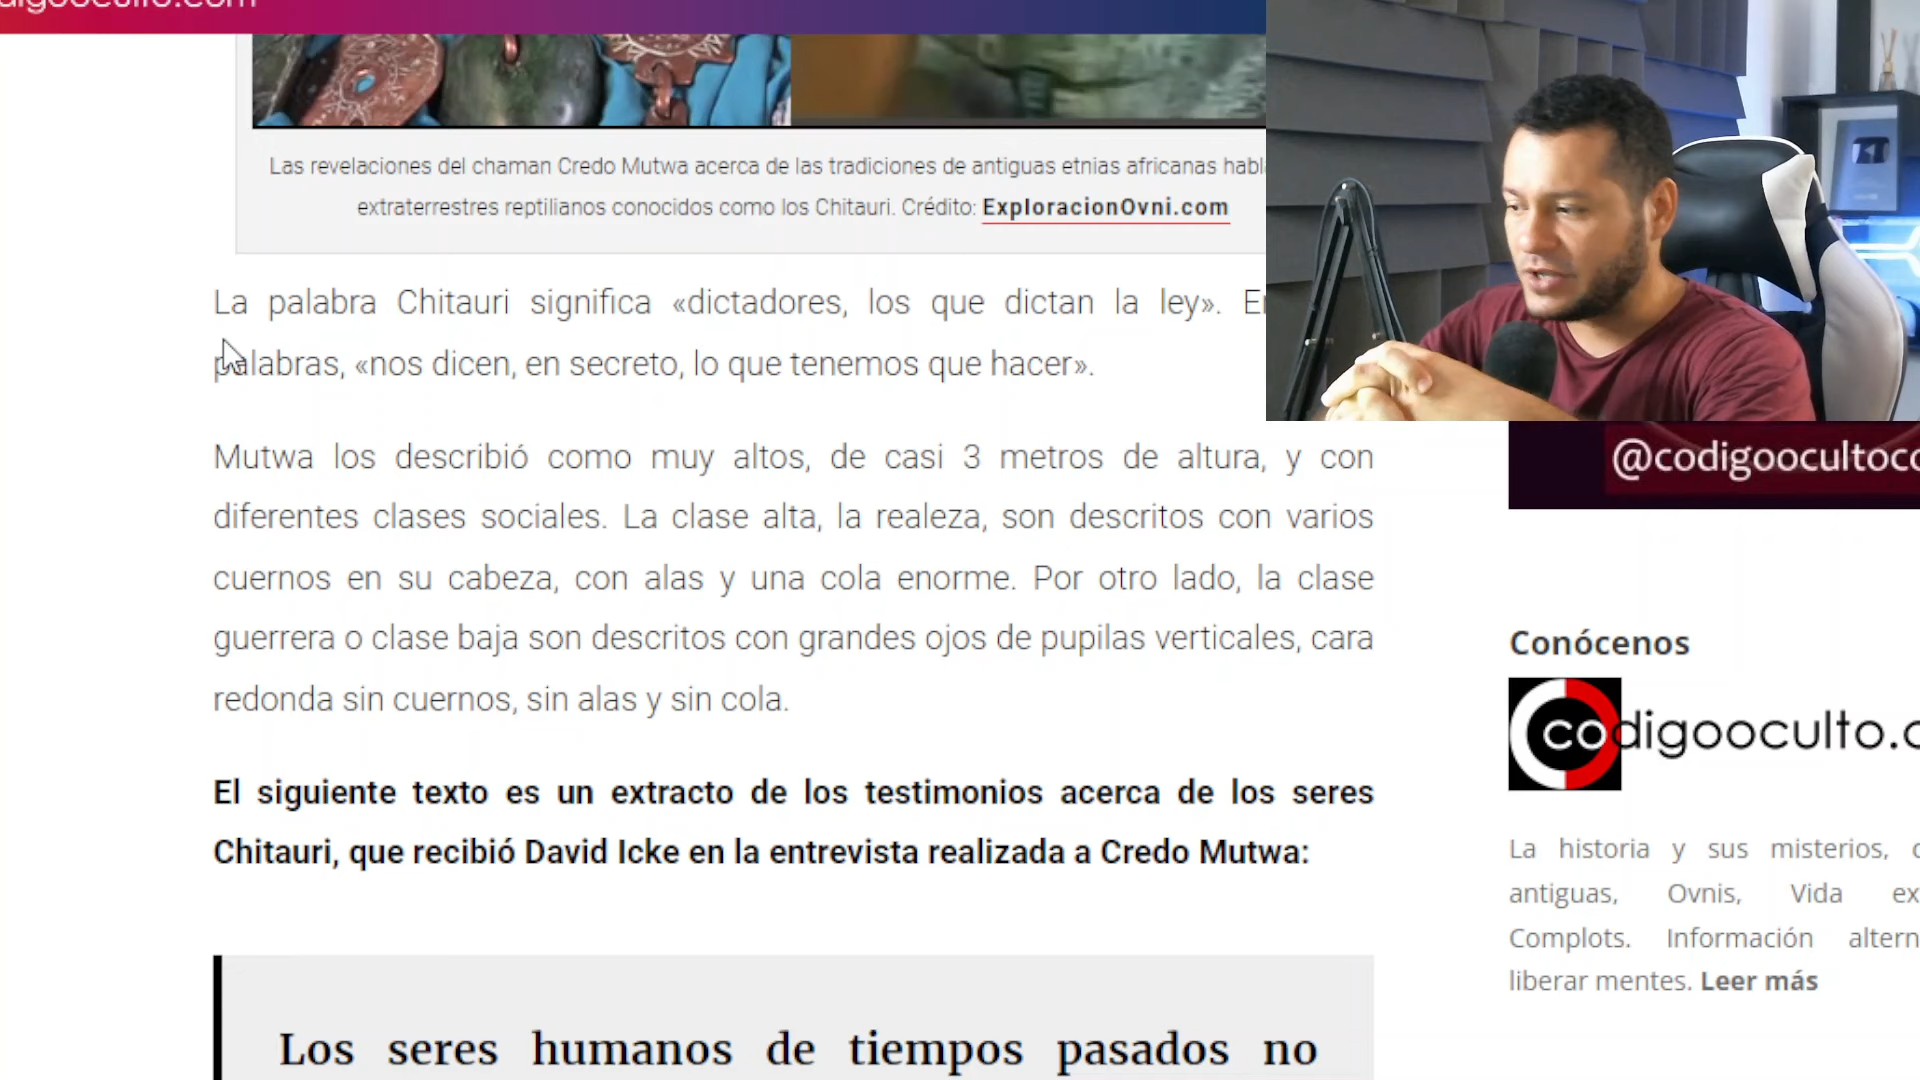 Las revelaciones del chaman Credo Mutwa acerca de las tradiciones de antiguas etnias africanas
extraterrestres reptilianos conocidos como los Chitauri. Crédito: ExploracionOvni.com
La palabra Chitauri significa «dictadores, los que dictan la ley».
palabras, «nos dicen, en secreto, lo que tenemos que hacer».
Mutwa los describió como muy altos, de casi 3 metros de altura, y con
diferentes clases sociales. La clase alta, la realeza, son descritos con varios
cuernos en su cabeza, con alas y una cola enorme. Por otro lado, la clase
guerrera o clase baja son descritos con grandes ojos de pupilas verticales, cara
redonda sin cuernos, sin alas y sin cola.
El siguiente texto es un extracto de los testimonios acerca de los seres
Chitauri, que recibió David Icke en la entrevista realizada a Credo Mutwa:
Los seres humanos de tiempos pasados no
@codigoocultoco
Conócenos
codigooculto.c
La historia y sus misterios,
antiguas, Ovnis, Vida
Complots. Información
liberar mentes. Leer más